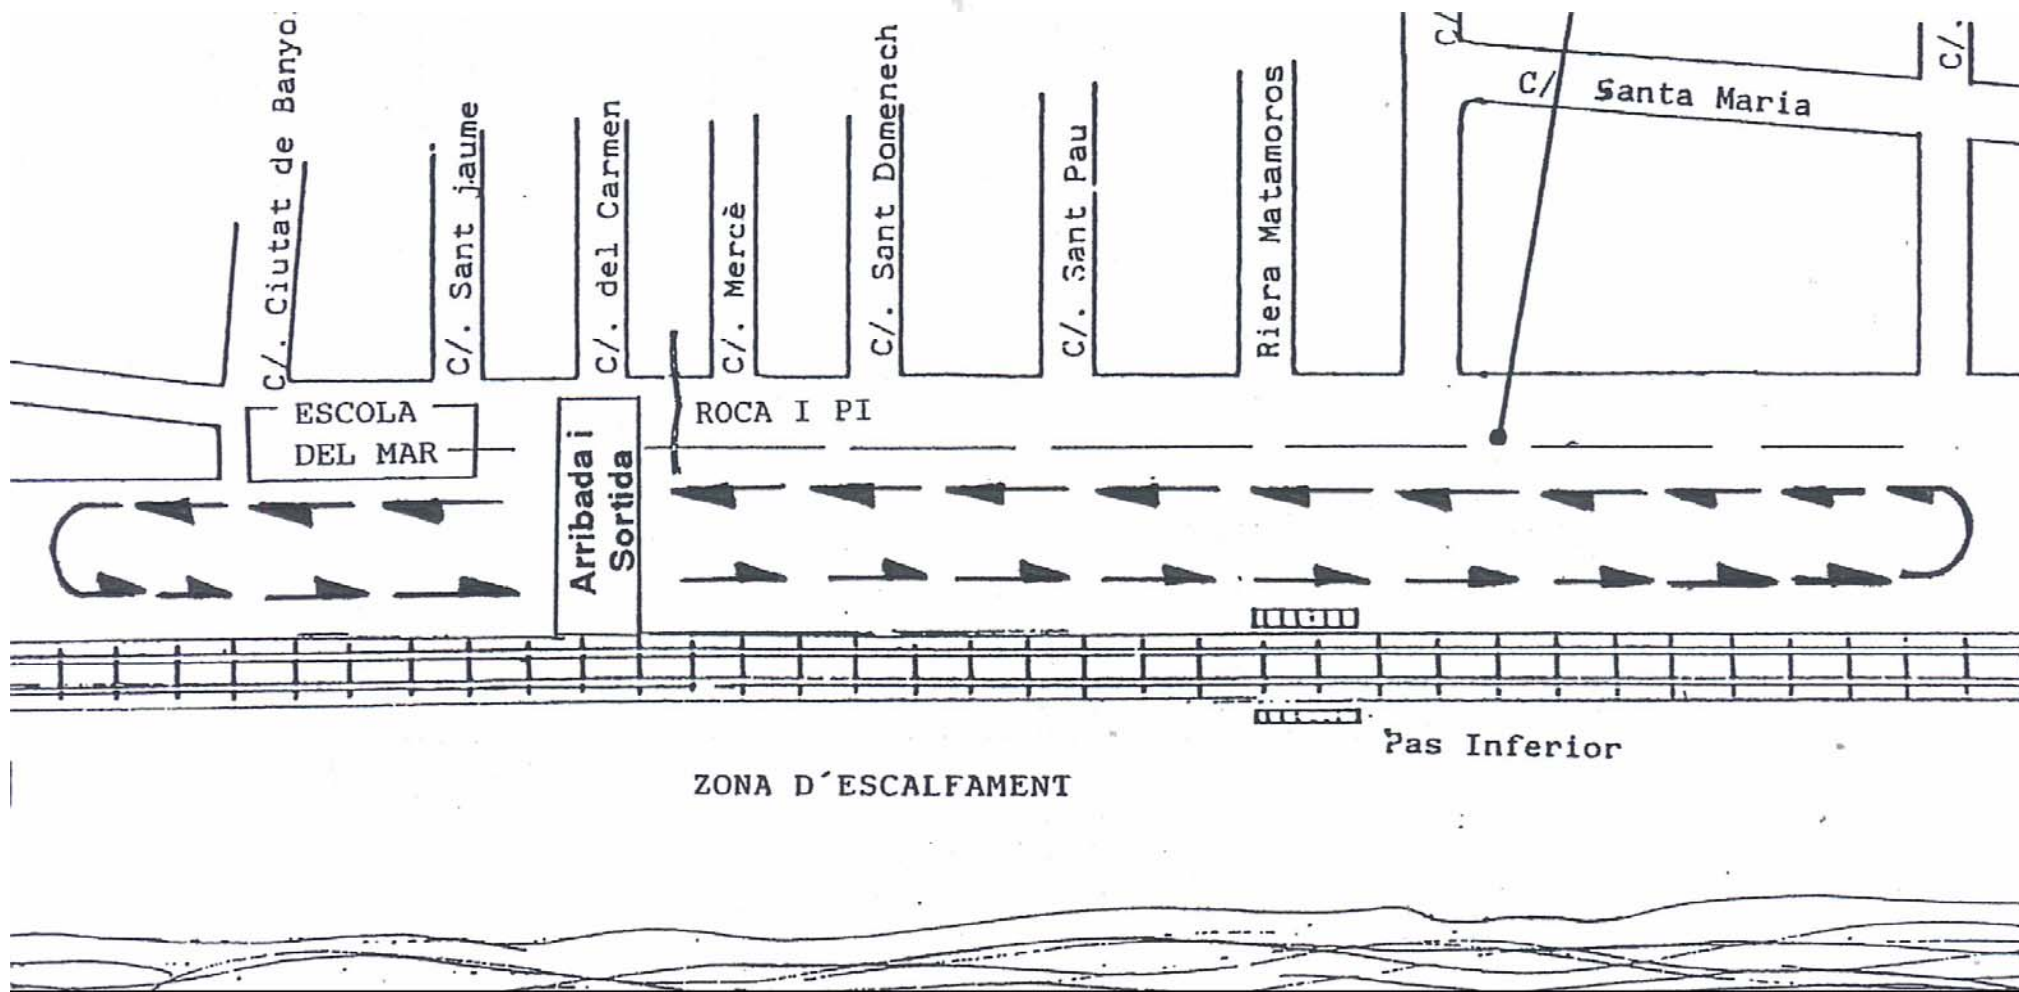 C/. Ciutat de Banyo
C/. Sant jaume
C/. del Carmen
C/. Mercè
C/. Sant Domenech
C/. Sant Pau
Riera Matamoros
C/
C/ Santa Maria
C/.
ESCOLA
DEL MAR
Arribada i
Sortida
ROCA I PI
Pas Inferior
ZONA D´ESCALFAMENT